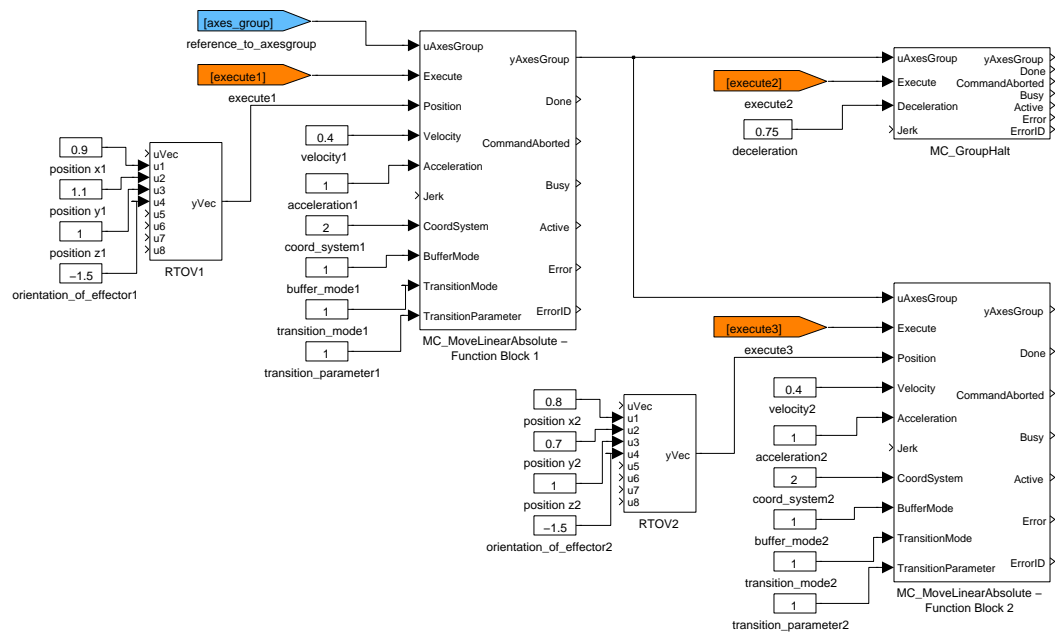 [axes_group]
reference_to_axesgroup
[execute1]
execute1
0.9
position x1
1.1
position y1
1
position z1
−1.5
orientation_of_effector1
uVec
u1
u2
u3
u4
u5
u6
u7
u8
yVec
RTOV1
0.4
velocity1
1
acceleration1
2
coord_system1
1
buffer_mode1
1
transition_mode1
1
transition_parameter1
uAxesGroup
Execute
Position
Velocity
Acceleration
Jerk
CoordSystem
BufferMode
TransitionMode
TransitionParameter
yAxesGroup
Done
CommandAborted
Busy
Active
Error
ErrorID
MC_MoveLinearAbsolute −
Function Block 1
[execute2]
execute2
0.75
deceleration
uAxesGroup
Execute
Deceleration
Jerk
yAxesGroup
Done
CommandAborted
Busy
Active
Error
ErrorID
MC_GroupHalt
[execute3]
execute3
0.8
position x2
0.7
position y2
1
position z2
−1.5
orientation_of_effector2
uVec
u1
u2
u3
u4
u5
u6
u7
u8
yVec
RTOV2
0.4
velocity2
1
acceleration2
2
coord_system2
1
buffer_mode2
1
transition_mode2
1
transition_parameter2
uAxesGroup
Execute
Position
Velocity
Acceleration
Jerk
CoordSystem
BufferMode
TransitionMode
TransitionParameter
yAxesGroup
Done
CommandAborted
Busy
Active
Error
ErrorID
MC_MoveLinearAbsolute −
Function Block 2